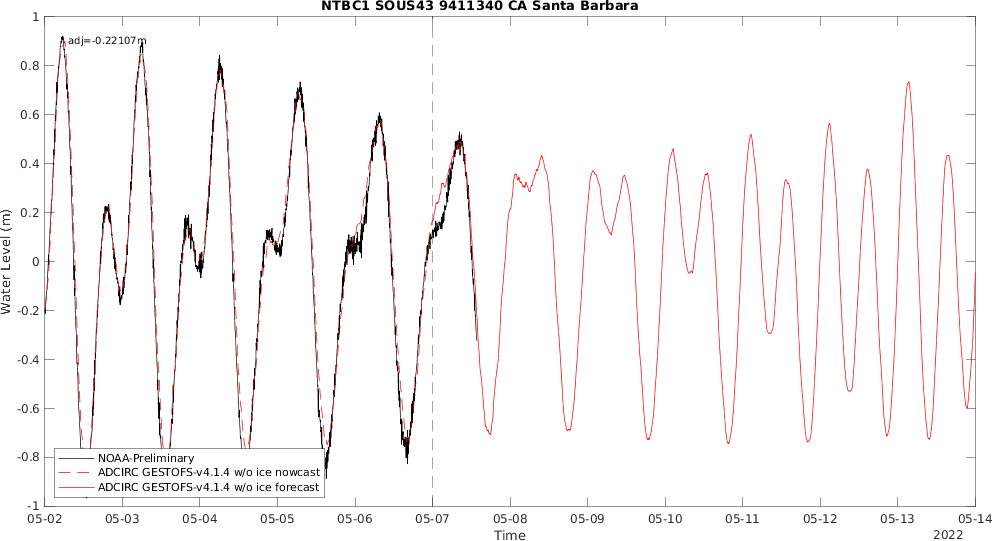 NTBC1 SOUS43 9411340 CA Santa Barbara
adj=-0.22107m
1
0.8
0.6
0.4
0.2
0
-0.2
-0.4
-0.6
-0.8
-1
Water Level (m)
NOAA-Preliminary
ADCIRC GESTOFS-v4.1.4 w/o ice nowcast
ADCIRC GESTOFS-v4.1.4 w/o ice forecast
05-02 05-03 05-04 05-05 05-06 05-07 05-08 05-09 05-10 05-11 05-12 05-13 05-14
Time
2022